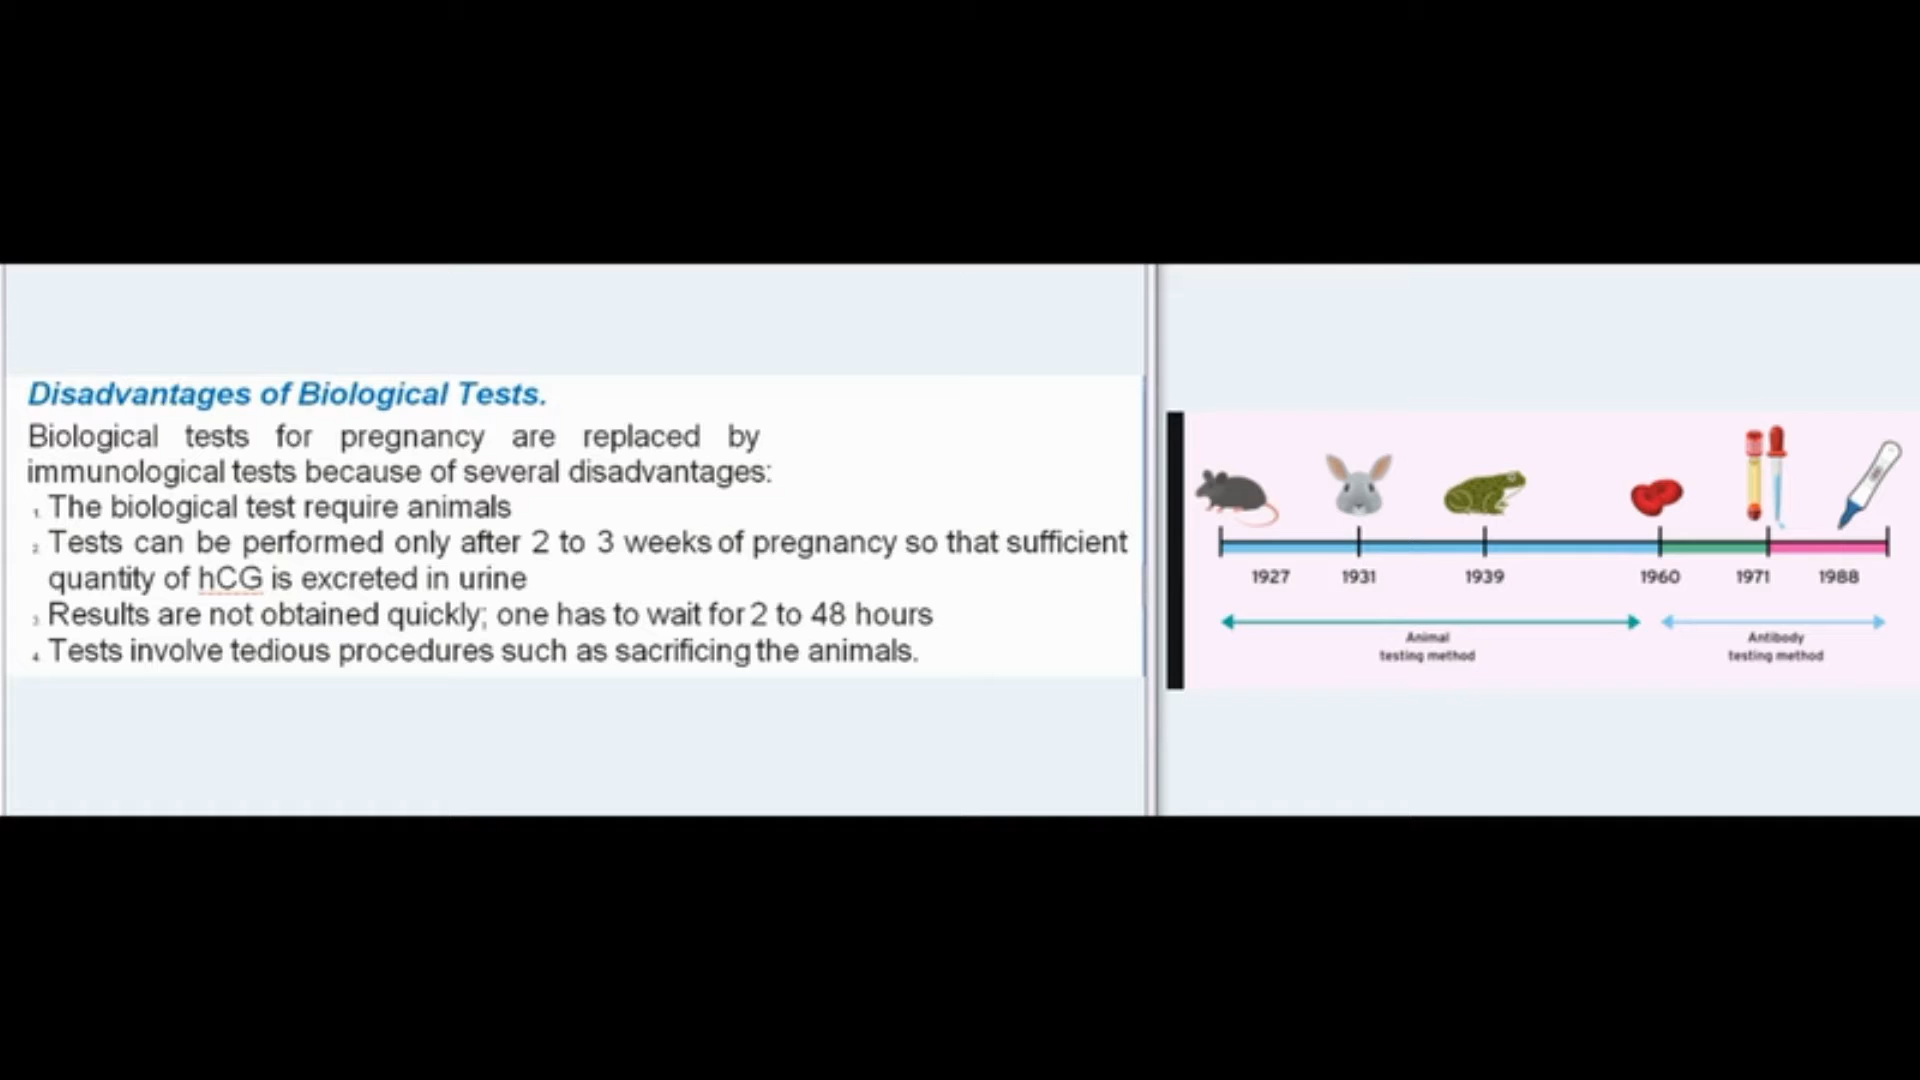 Disadvantages of Biological Tests.
Biological tests for pregnancy are replaced by
immunological tests because of several disadvantages:
1. The biological test require animals
2. Tests can be performed only after 2 to 3 weeks of pregnancy so that sufficient
quantity of hCG is excreted in urine
3. Results are not obtained quickly; one has to wait for 2 to 48 hours
4. Tests involve tedious procedures such as sacrificing the animals.
1927 1931 1939 1960 1971 1988
Animal
testing method
Antibody
testing method